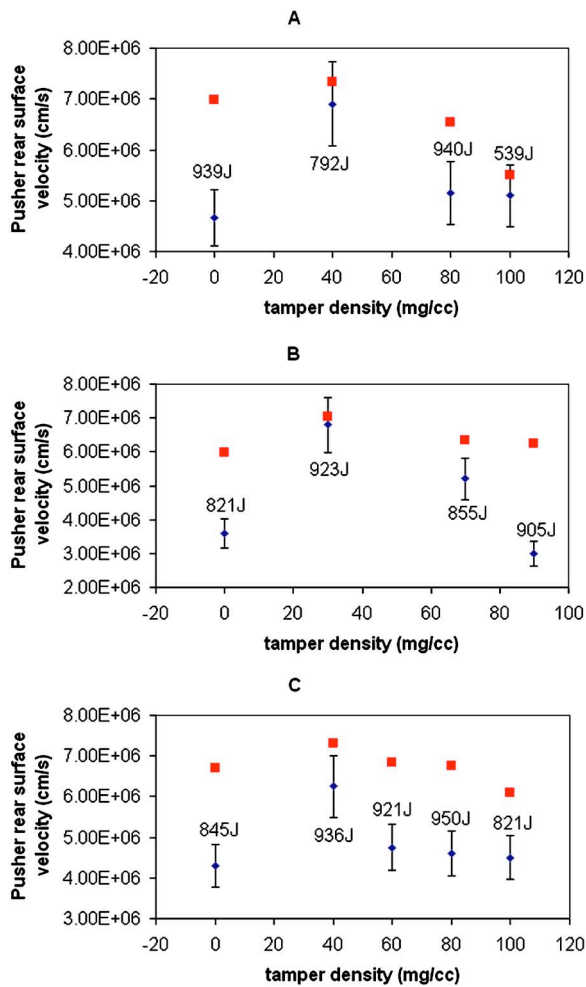 A
8.00E+06
7.00E+06
6.00E+06
5.00E+06
4.00E+06
Pusher rear surface
velocity (cm/s)
939J
792J
940J
539J
-20 0 20 40 60 80 100 120
tamper density (mg/cc)
B
8.00E+06
7.00E+06
6.00E+06
5.00E+06
4.00E+06
3.00E+06
2.00E+06
Pusher rear surface
velocity (cm/s)
821J
923J
855J
905J
-20 0 20 40 60 80 100 120
tamper density (mg/cc)
C
8.00E+06
7.00E+06
6.00E+06
5.00E+06
4.00E+06
3.00E+06
Pusher rear surface
velocity (cm/s)
845J
936J
921J
950J
821J
-20 0 20 40 60 80 100 120
tamper density (mg/cc)